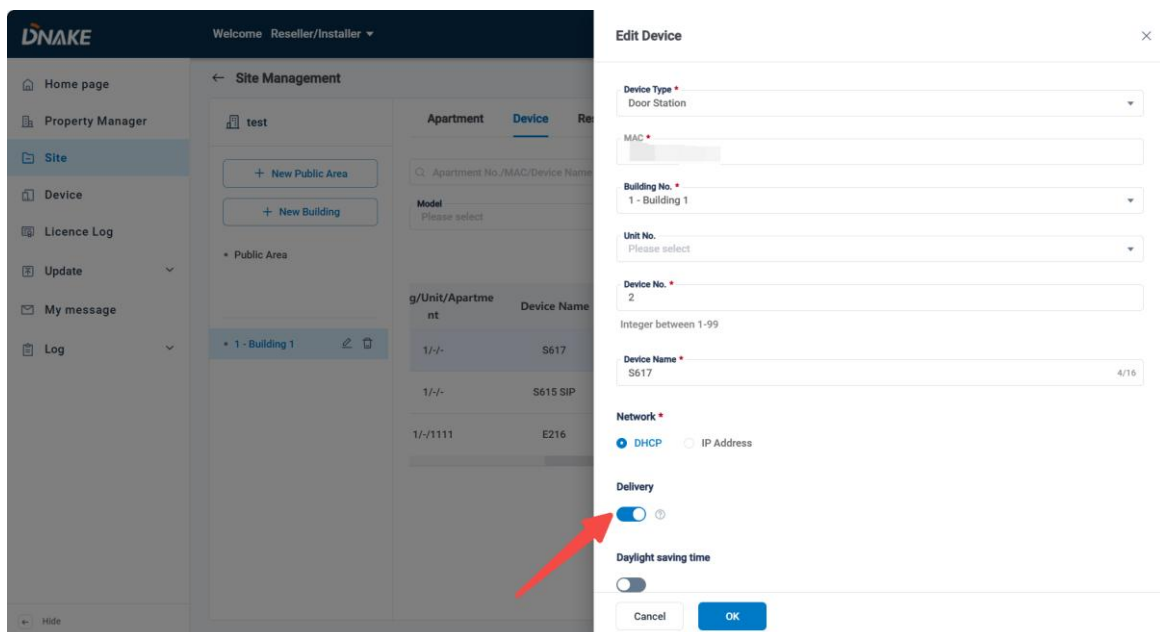 DNAKE
Welcome Reseller/Installer
Home page
Property Manager
Site
Device
Licence Log
Update
My message
Log
Hide
← Site Management
test
+ New Public Area
+ New Building
• Public Area
• 1 - Building 1
Apartment Device Re
Apartment No./MAC/Device Name
Model
Please select
g/Unit/Apartme
nt
Device Name
1/-/- S617
1/-/- S615 SIP
1/-/1111 E216
Edit Device
Device Type *
Door Station
MAC *
Building No. *
1 - Building 1
Unit No.
Please select
Device No. *
2
Integer between 1-99
Device Name *
S617 4/16
Network *
DHCP IP Address
Delivery
Daylight saving time
Cancel OK